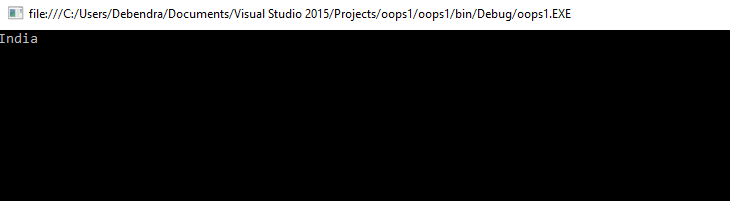 file:///C:/Users/Debendra/Documents/Visual Studio 2015/Projects/oops1/oops1/bin/Debug/oops1.EXE
India